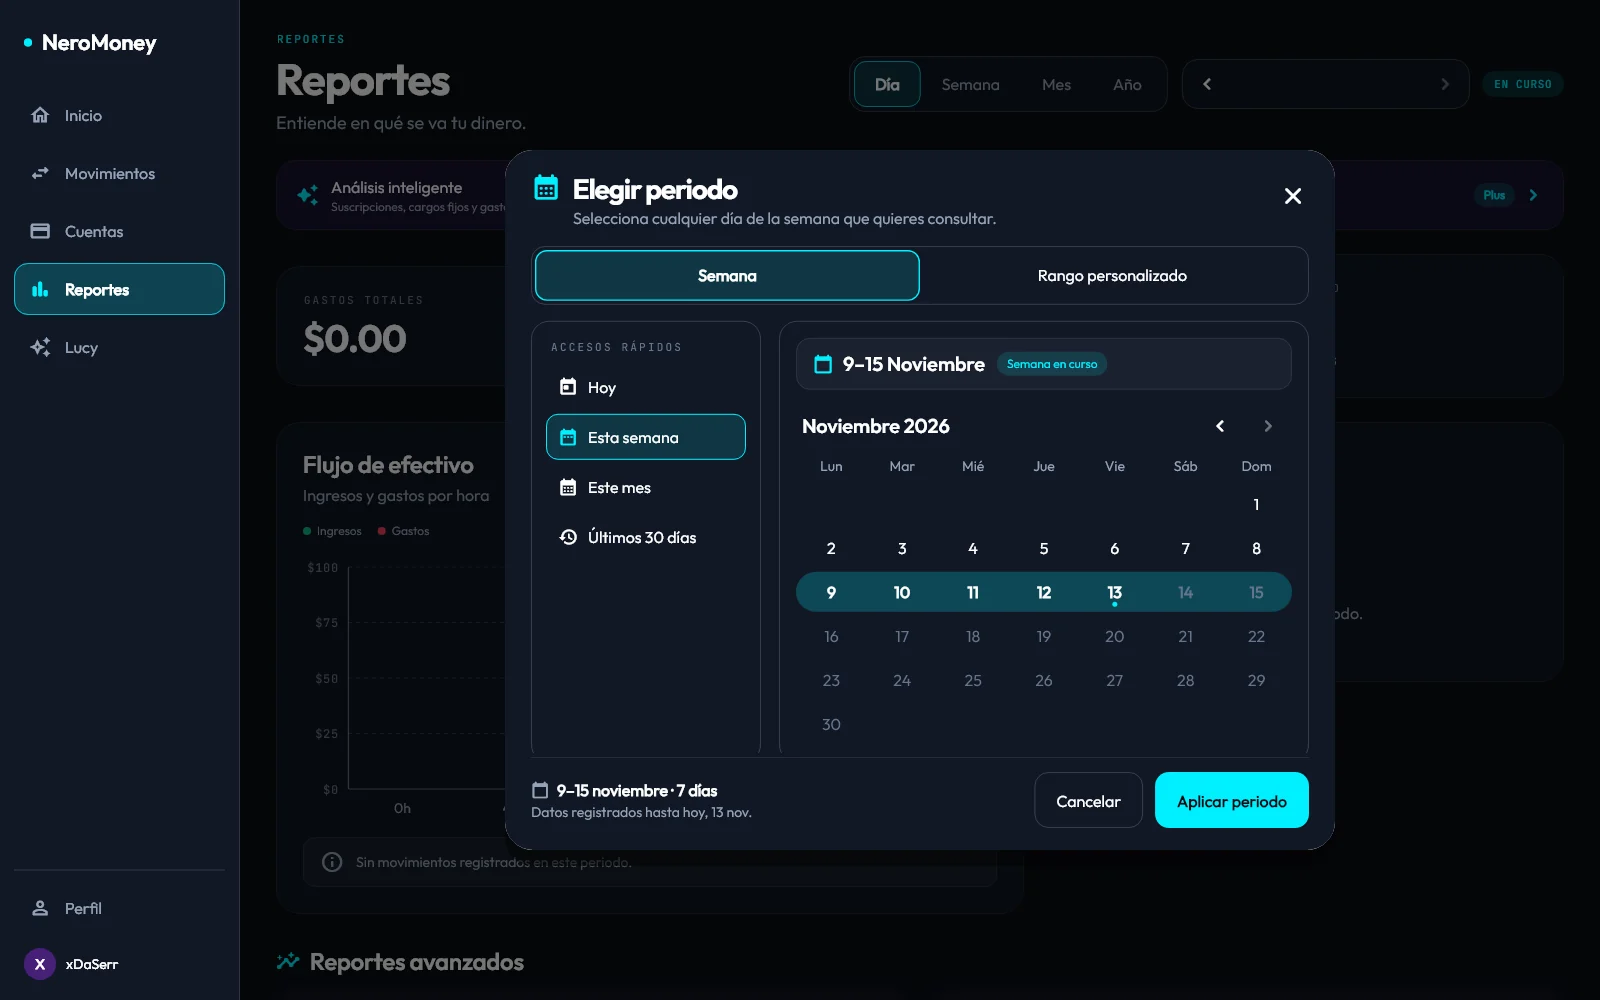 NeroMoney
Inicio
Movimientos
Cuentas
Reportes
Lucy
Perfil
X xDaSerr
REPORTES
Reportes
Entiende en qué se va tu dinero.
Día Semana Mes Año
EN CURSO
Análisis inteligente
Suscripciones, cargos fijos y
Plus
GASTOS TOTALES
$0.00
Flujo de efectivo
Ingresos y gastos por hora
Ingresos Gastos
$100
$75
$50
$25
$0
0h
Sin movimientos registrados en este periodo.
Reportes avanzados
Elegir periodo
Selecciona cualquier día de la semana que quieres consultar.
Semana Rango personalizado
ACCESOS RÁPIDOS
Hoy
Esta semana
Este mes
Últimos 30 días
9–15 Noviembre Semana en curso
Noviembre 2026
Lun Mar Mié Jue Vie Sáb Dom
1
2 3 4 5 6 7 8
9 10 11 12 13 14 15
16 17 18 19 20 21 22
23 24 25 26 27 28 29
30
9–15 noviembre · 7 días
Datos registrados hasta hoy, 13 nov.
Cancelar
Aplicar periodo